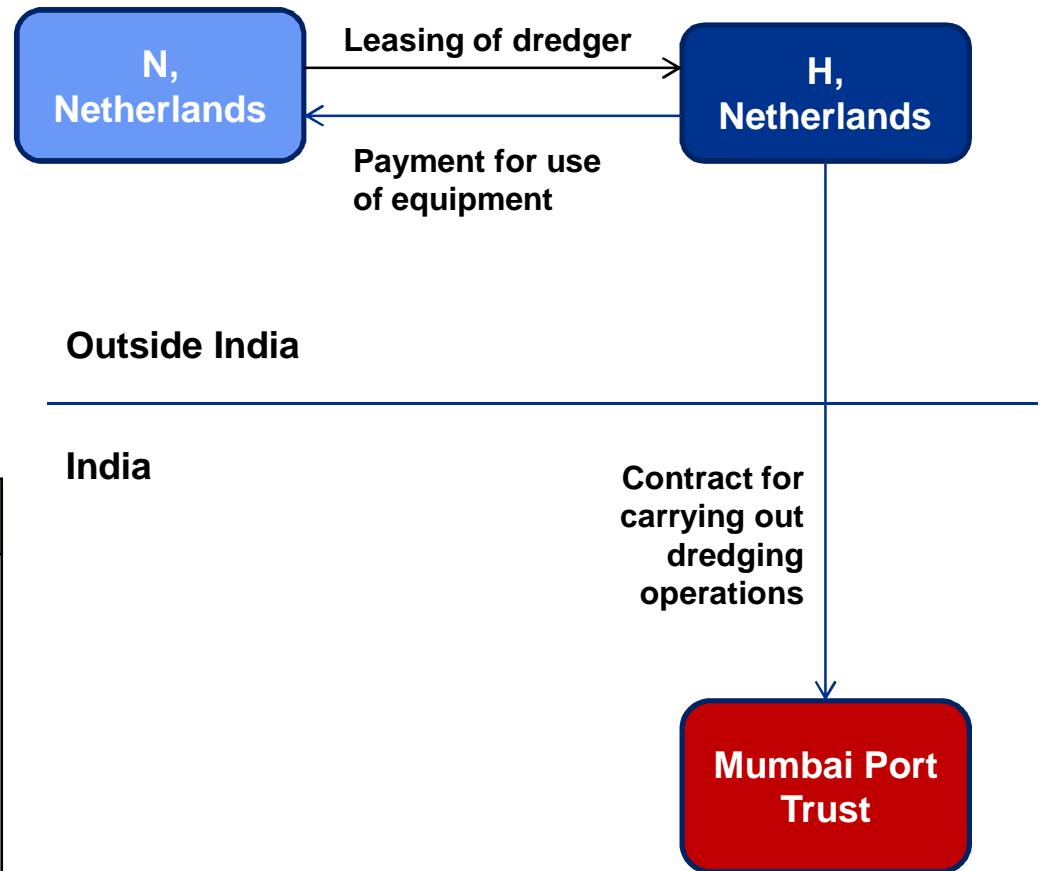 Leasing of dredger
N,
Netherlands
H,
Netherlands
Payment for use
of equipment
Outside India
India
Contract for
carrying out
dredging
operations
Mumbai Port
Trust